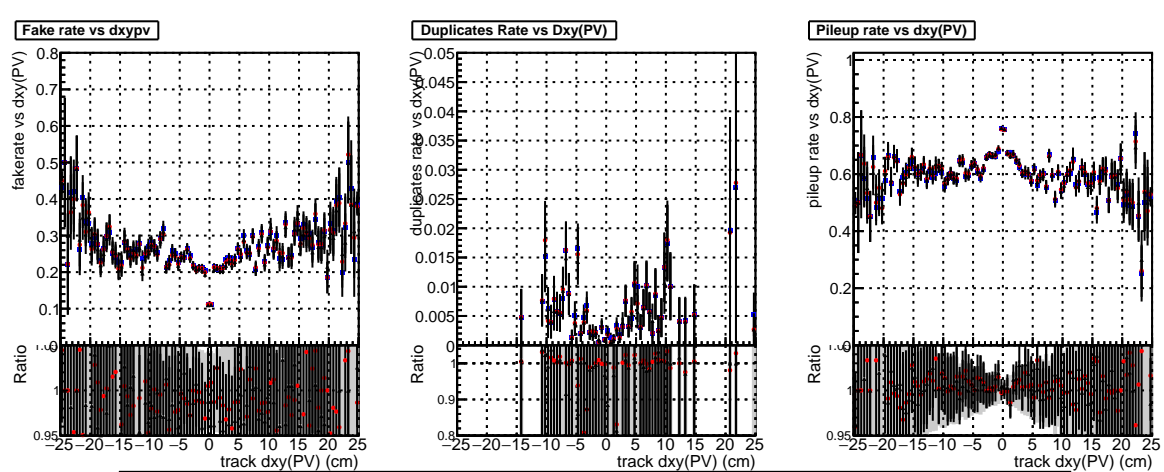 Fake rate vs dxypv
Duplicates Rate vs Dxy(PV)
Pileup rate vs dxy(PV)
fakerate vs dxy(PV)
0.8
0.7
0.6
0.5
0.4
0.3
0.2
0.1
Ratio
1
0.95
−25 −20 −15 −10 −5 0 5 10 15 20 25
track dxy(PV) (cm)
duplicates rate vs dxy(PV)
0.05
0.045
0.04
0.035
0.03
0.025
0.02
0.015
0.01
0.005
0
Ratio
1
0.9
0.8
−25 −20 −15 −10 −5 0 5 10 15 20 25
track dxy(PV) (cm)
pileup rate vs dxy(PV)
1
0.8
0.6
0.4
0.2
Ratio
1
0.95
−25 −20 −15 −10 −5 0 5 10 15 20 25
track dxy(PV) (cm)